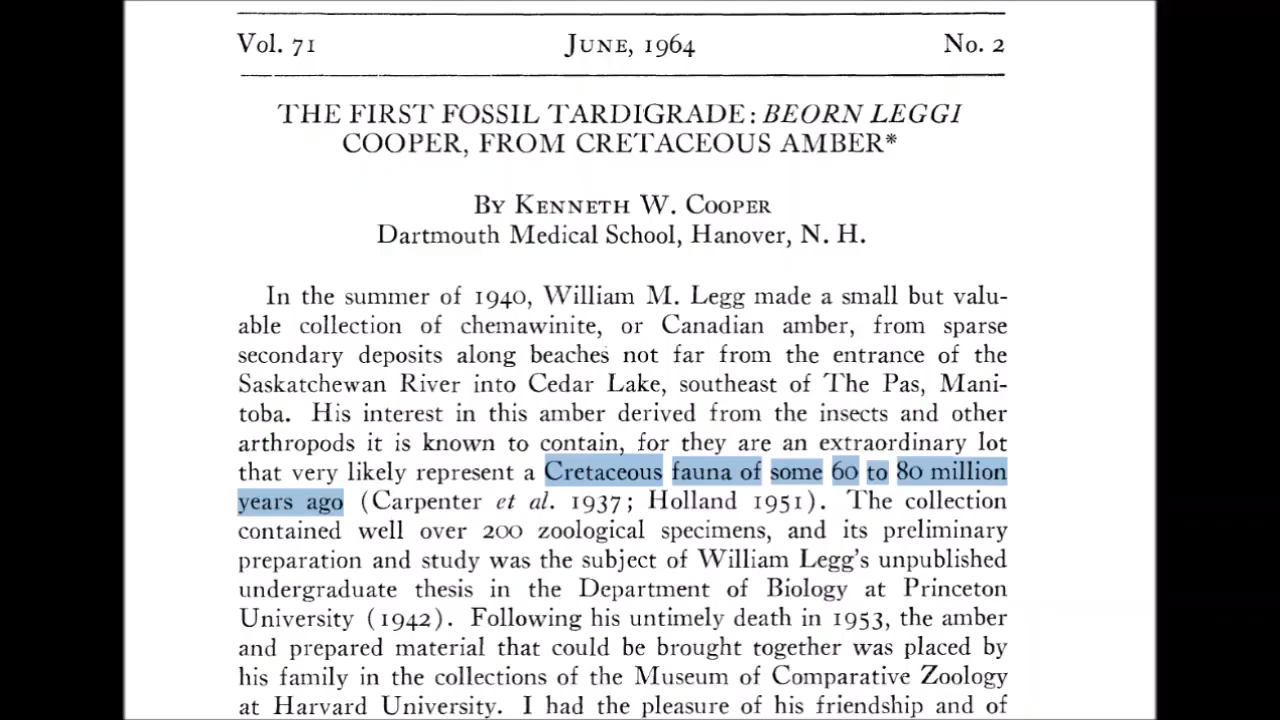 Vol. 71 June, 1964 No. 2
THE FIRST FOSSIL TARDIGRADE: BEORN LEGGI
COOPER, FROM CRETACEOUS AMBER*
By Kenneth W. Cooper
Dartmouth Medical School, Hanover, N. H.
In the summer of 1940, William M. Legg made a small but valu-
able collection of chemawinite, or Canadian amber, from sparse
secondary deposits along beaches not far from the entrance of the
Saskatchewan River into Cedar Lake, southeast of The Pas, Mani-
toba. His interest in this amber derived from the insects and other
arthropods it is known to contain, for they are an extraordinary lot
that very likely represent a Cretaceous fauna of some 60 to 80 million
years ago (Carpenter et al. 1937; Holland 1951). The collection
contained well over 200 zoological specimens, and its preliminary
preparation and study was the subject of William Legg's unpublished
undergraduate thesis in the Department of Biology at Princeton
University (1942). Following his untimely death in 1953, the amber
and prepared material that could be brought together was placed by
his family in the collections of the Museum of Comparative Zoology
at Harvard University. I had the pleasure of his friendship and of